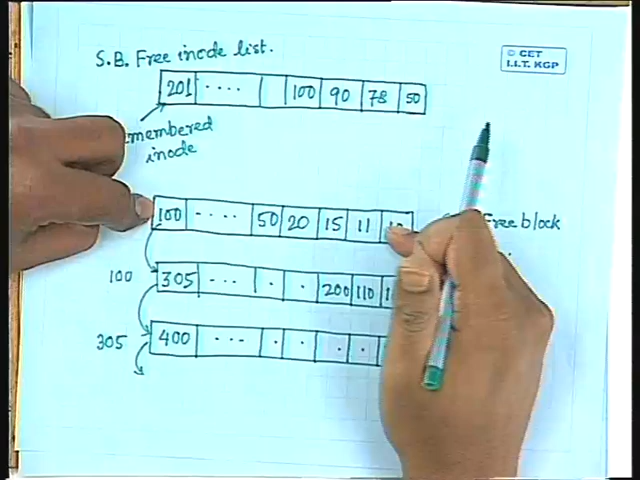 S.B. Free inode list.
© CET
I.I.T. KGP
201 .... 100 90 78 50
membered
inode
100 .... 50 20 15 11
Free block
100 305 ... . . 200 110
305 400 ... . . . .